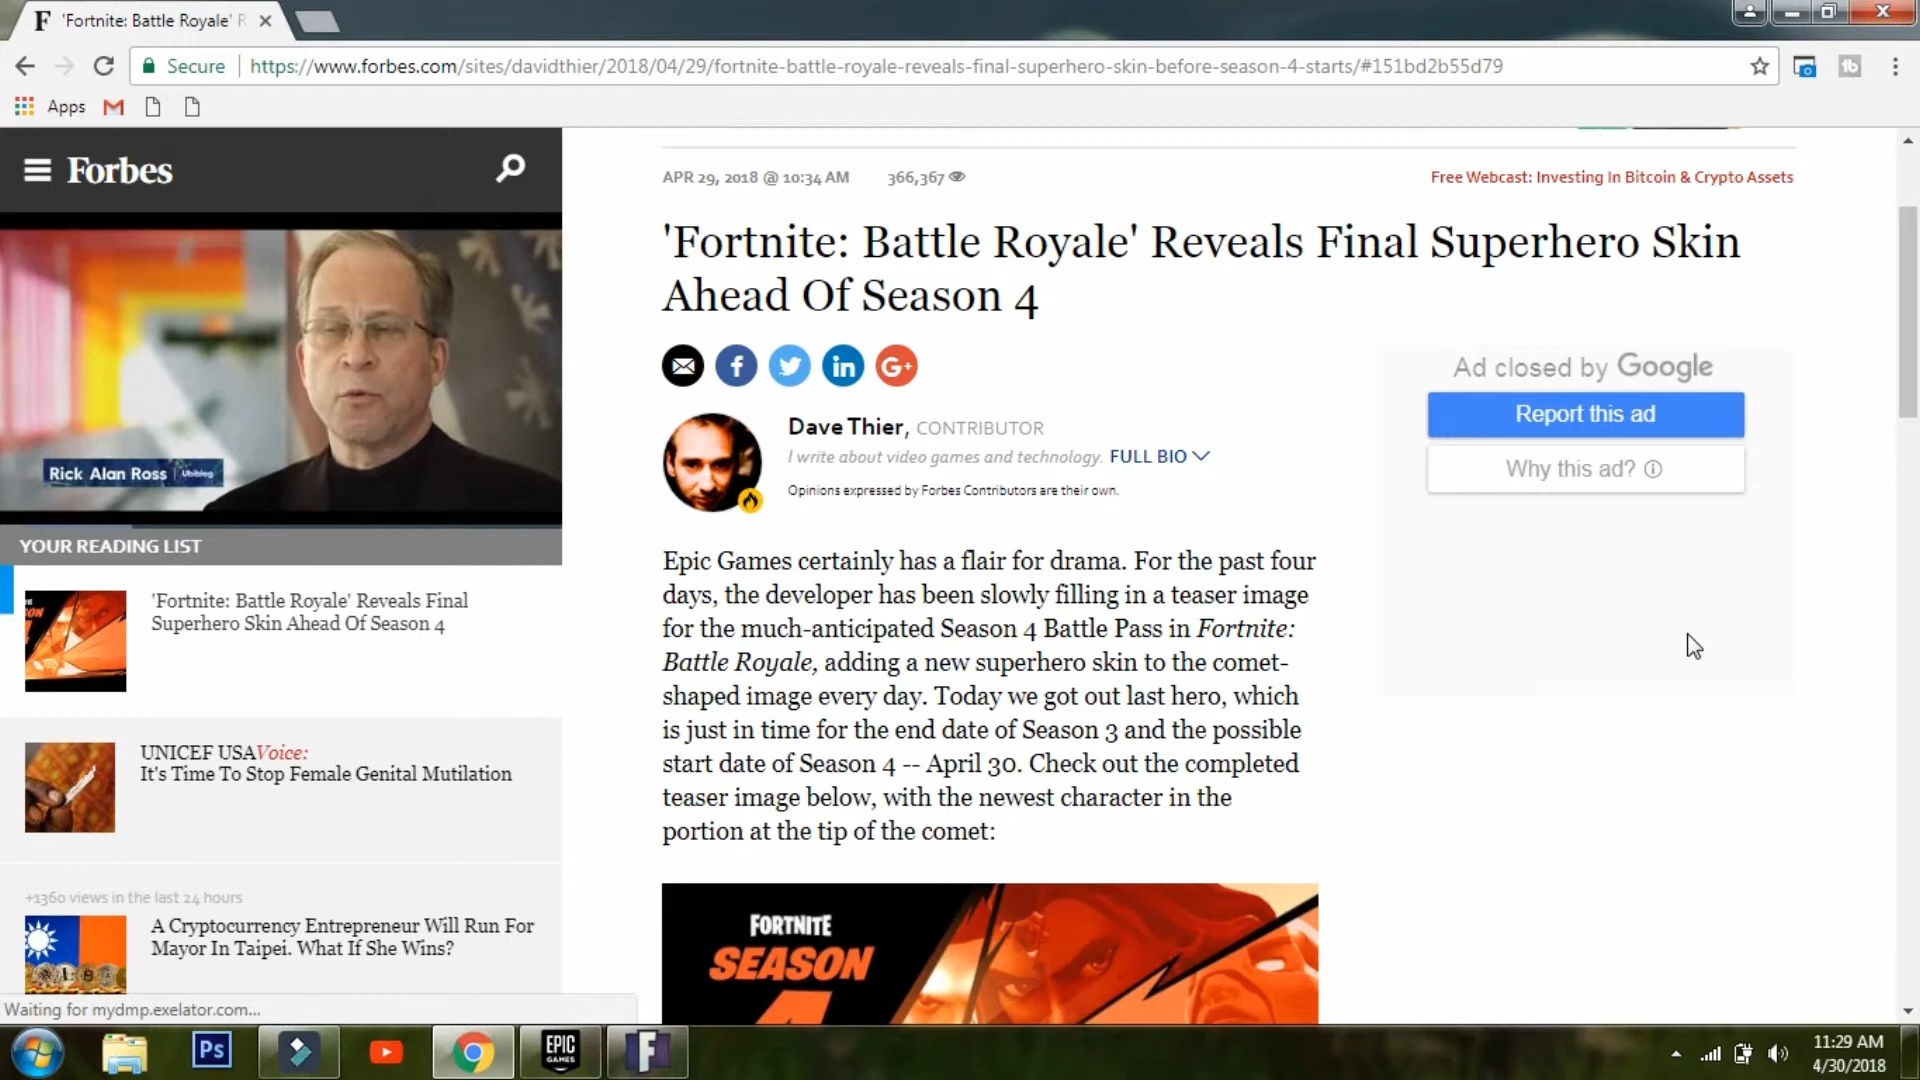 'Fortnite: Battle Royale' R
Secure
https://www.forbes.com/sites/davidthier/2018/04/29/fortnite-battle-royale-reveals-final-superhero-skin-before-season-4-starts/#151bd2b55d79
Apps
Forbes
Rick Alan Ross
YOUR READING LIST
'Fortnite: Battle Royale' Reveals Final
Superhero Skin Ahead Of Season 4
UNICEF USAVoice:
It's Time To Stop Female Genital Mutilation
+1360 views in the last 24 hours
A Cryptocurrency Entrepreneur Will Run For
Mayor In Taipei. What If She Wins?
Waiting for mydmp.exelator.com...
APR 29, 2018 @ 10:34 AM 366,367
Free Webcast: Investing In Bitcoin & Crypto Assets
'Fortnite: Battle Royale' Reveals Final Superhero Skin
Ahead Of Season 4
Dave Thier, CONTRIBUTOR
I write about video games and technology. FULL BIO
Opinions expressed by Forbes Contributors are their own.
Epic Games certainly has a flair for drama. For the past four
days, the developer has been slowly filling in a teaser image
for the much-anticipated Season 4 Battle Pass in Fortnite:
Battle Royale, adding a new superhero skin to the comet-
shaped image every day. Today we got out last hero, which
is just in time for the end date of Season 3 and the possible
start date of Season 4 -- April 30. Check out the completed
teaser image below, with the newest character in the
portion at the tip of the comet:
Ad closed by Google
Report this ad
Why this ad?
FORTNITE
SEASON
4
Ps
EPIC
GAMES
11:29 AM
4/30/2018